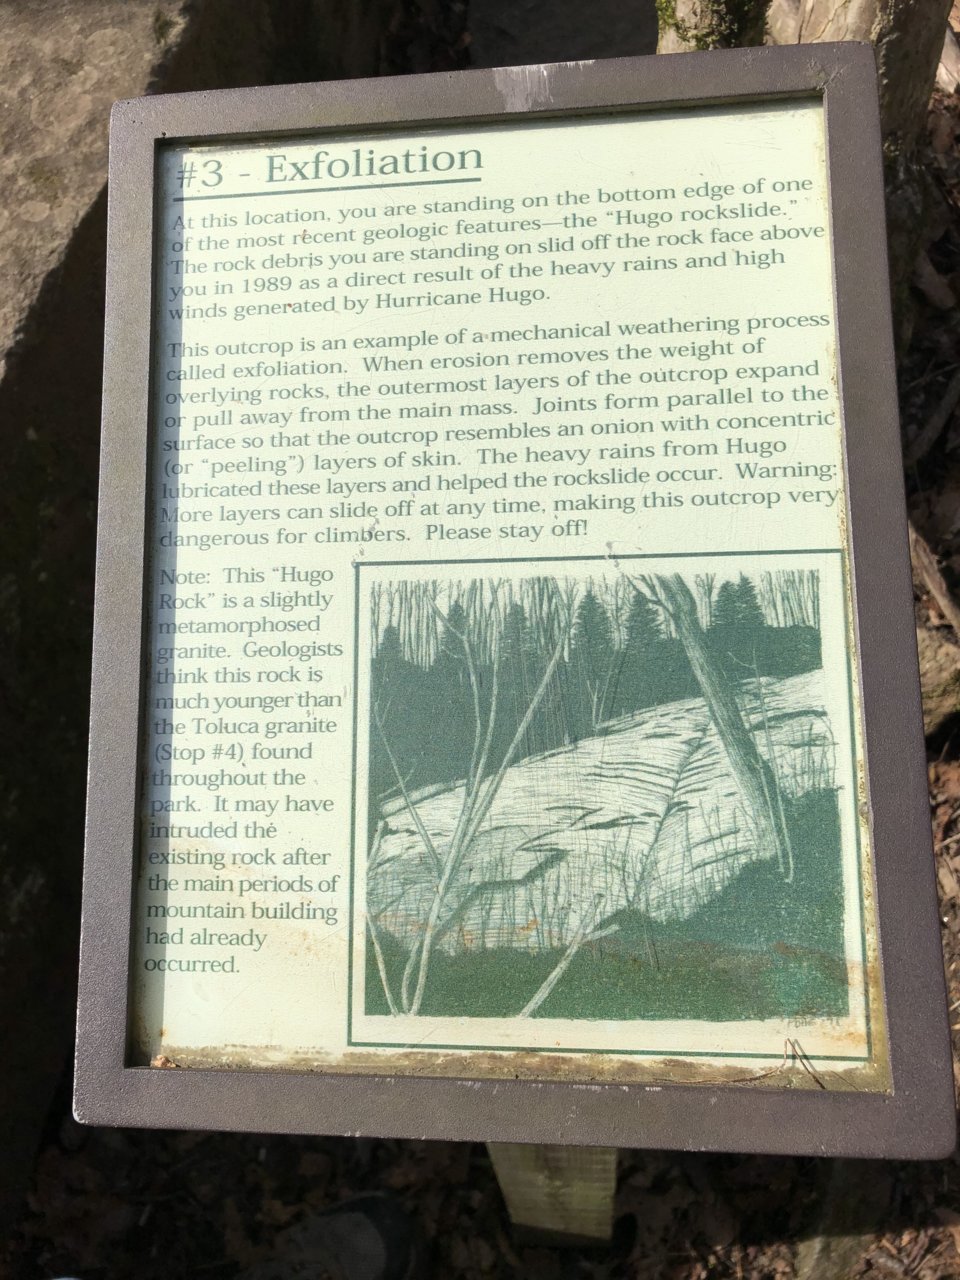 #3 - Exfoliation
At this location, you are standing on the bottom edge of one
of the most recent geologic features—the “Hugo rockslide.”
The rock debris you are standing on slid off the rock face above
you in 1989 as a direct result of the heavy rains and high
winds generated by Hurricane Hugo.
This outcrop is an example of a mechanical weathering process
called exfoliation. When erosion removes the weight of
overlying rocks, the outermost layers of the outcrop expand
or pull away from the main mass. Joints form parallel to the
surface so that the outcrop resembles an onion with concentric
(or “peeling”) layers of skin. The heavy rains from Hugo
lubricated these layers and helped the rockslide occur. Warning:
More layers can slide off at any time, making this outcrop very
dangerous for climbers. Please stay off!
Note: This “Hugo
Rock” is a slightly
metamorphosed
granite. Geologists
think this rock is
much younger than
the Toluca granite
(Stop #4) found
throughout the
park. It may have
intruded the
existing rock after
the main periods of
mountain building
had already
occurred.